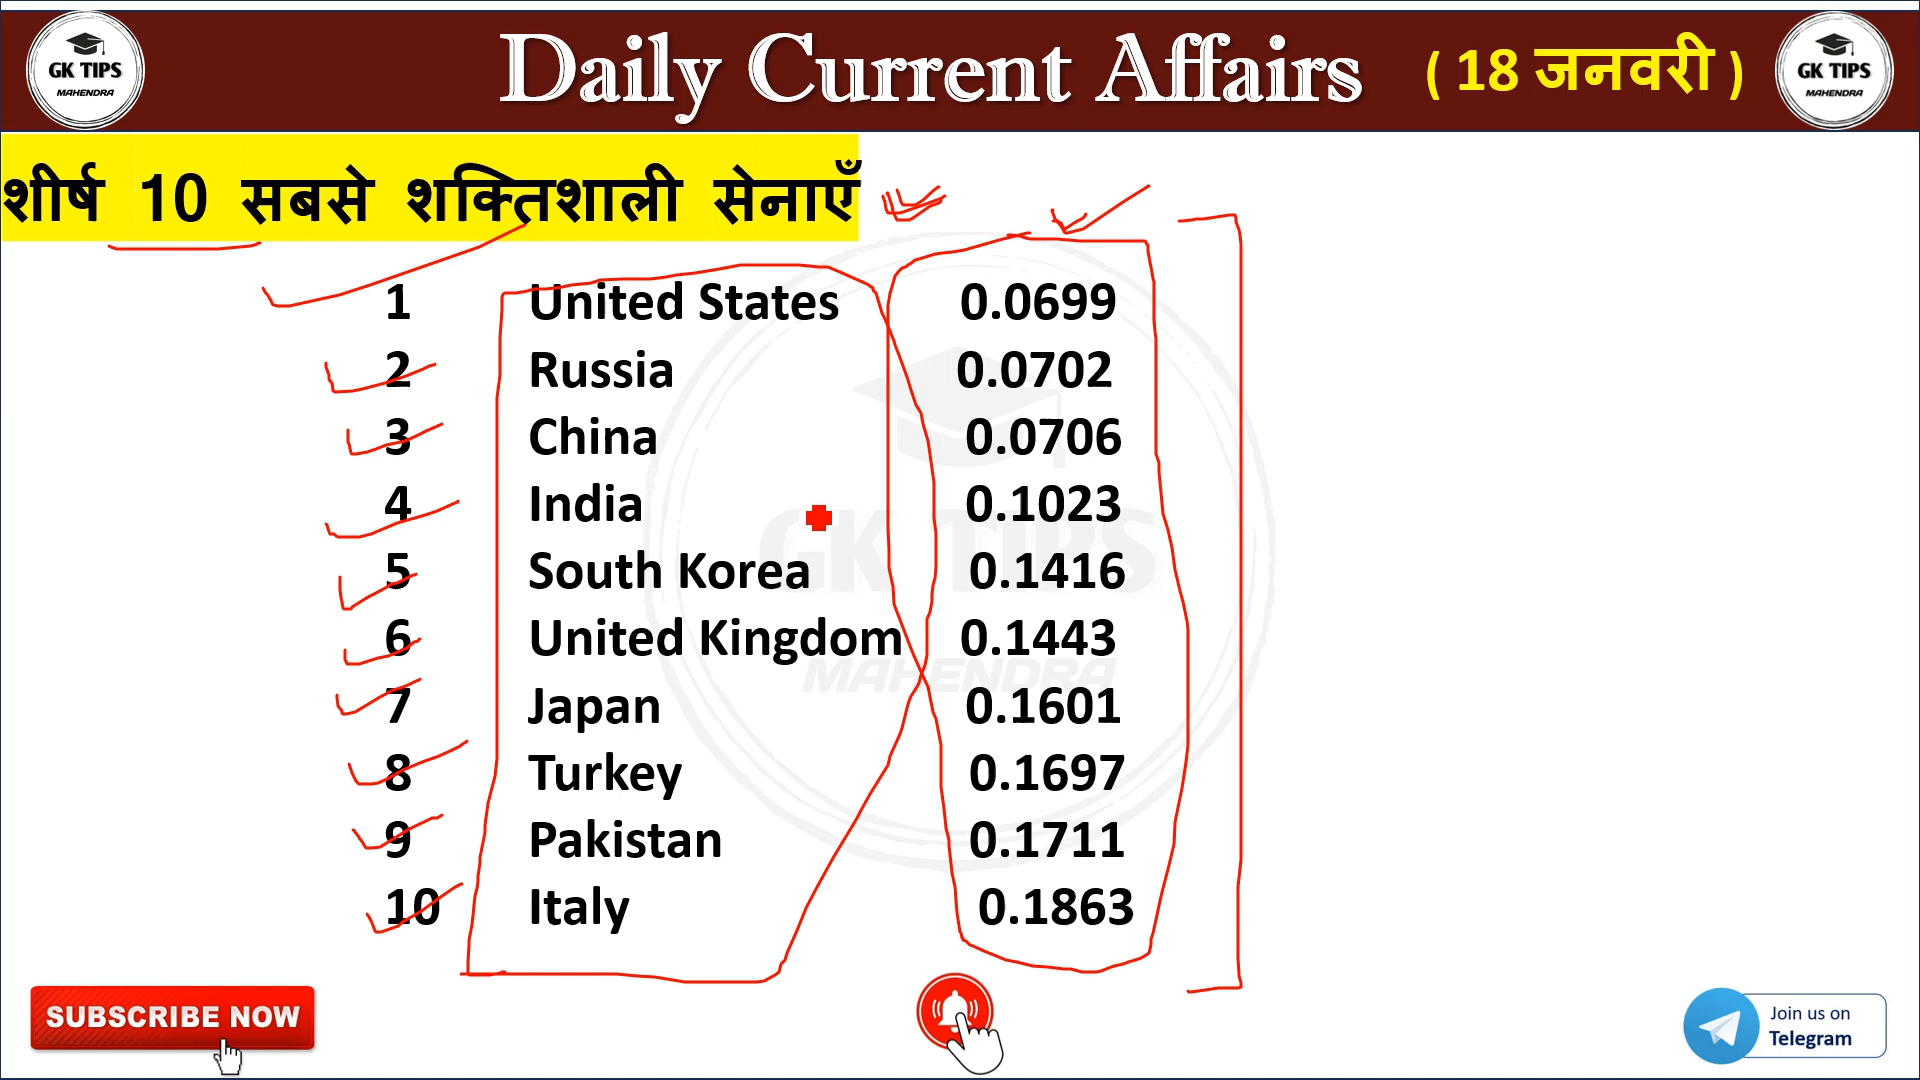 GK TIPS
MAHENDRA
Daily Current Affairs
( 18 जनवरी )
GK TIPS
MAHENDRA
शीर्ष 10 सबसे शक्तिशाली सेनाएँ
1 United States 0.0699
2 Russia 0.0702
3 China 0.0706
4 India 0.1023
5 South Korea 0.1416
6 United Kingdom 0.1443
7 Japan 0.1601
8 Turkey 0.1697
9 Pakistan 0.1711
10 Italy 0.1863
GK TIPS
MAHENDRA
SUBSCRIBE NOW
Join us on
Telegram